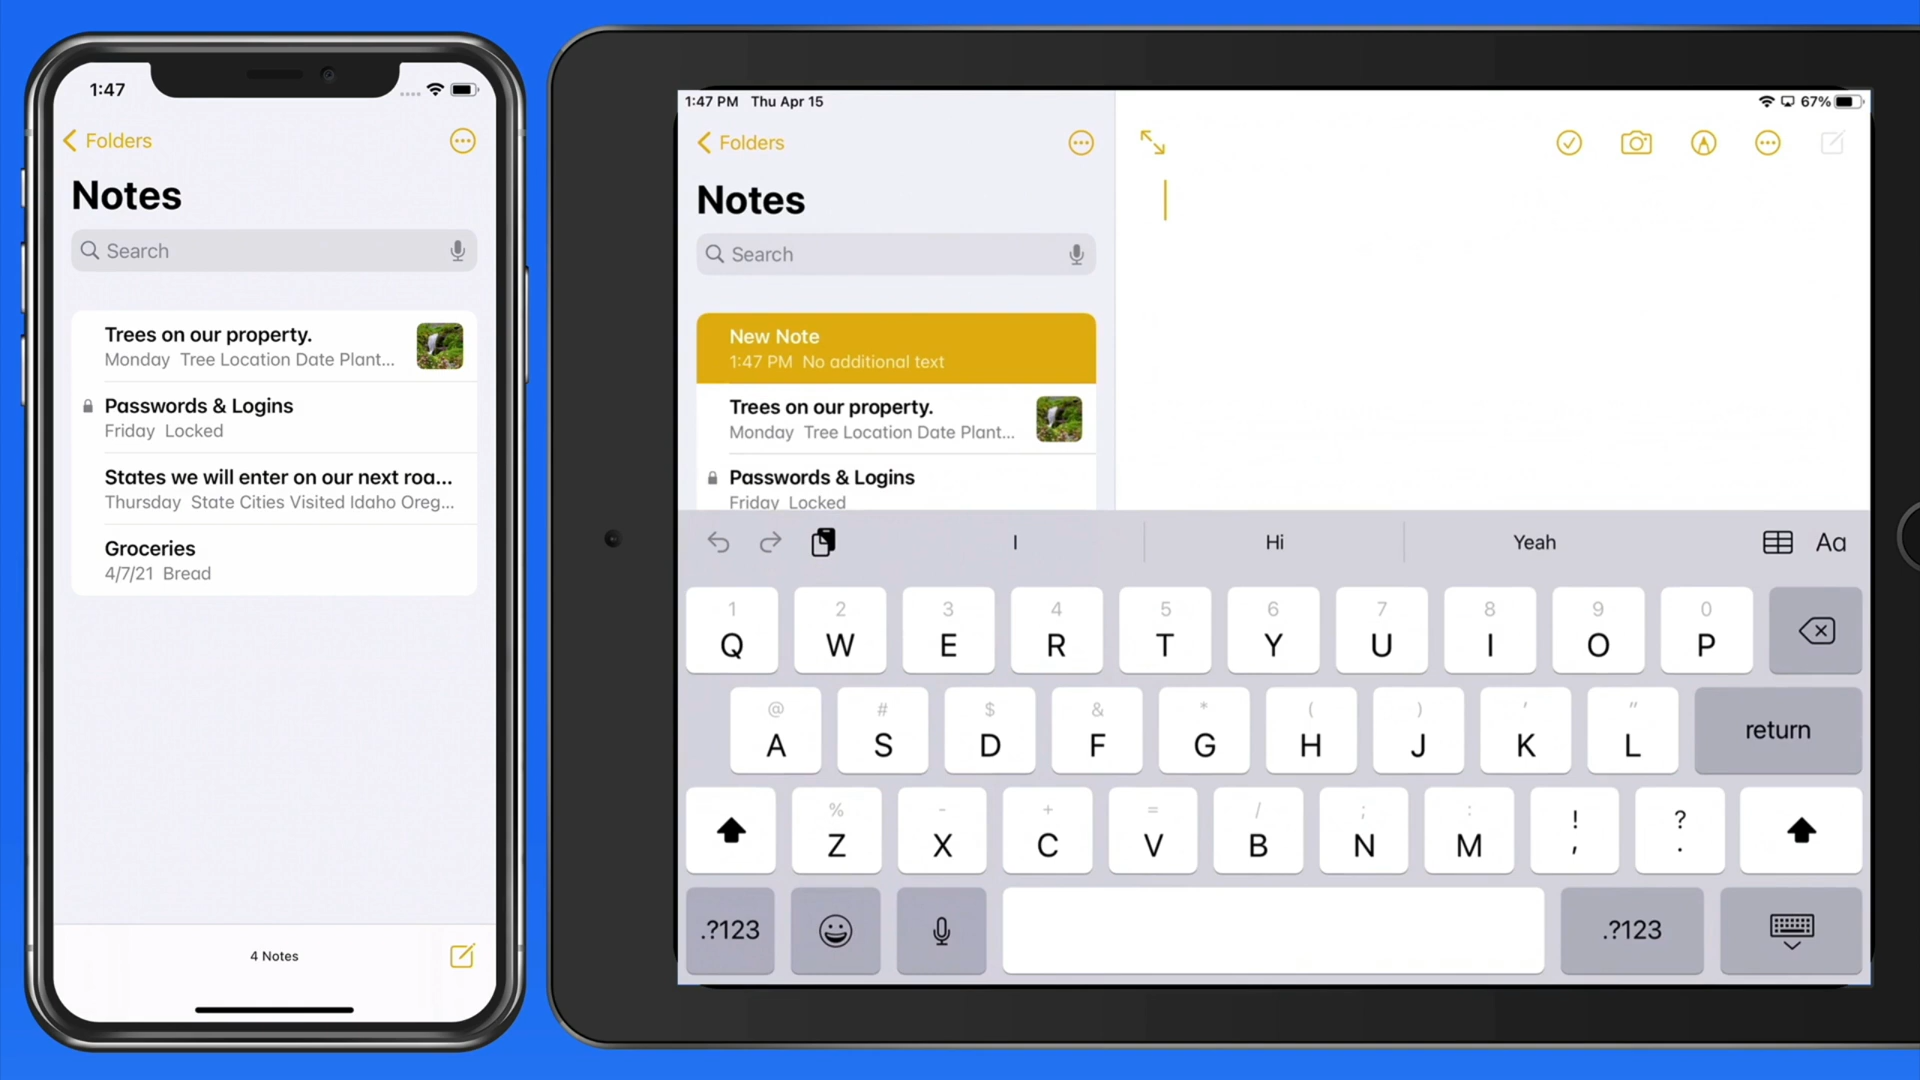 1:47
Folders
Notes
Search
Trees on our property.
Monday Tree Location Date Plant...
Passwords & Logins
Friday Locked
States we will enter on our next roa...
Thursday State Cities Visited Idaho Oreg...
Groceries
4/7/21 Bread
4 Notes
1:47 PM Thu Apr 15
67%
Folders
Notes
Search
New Note
1:47 PM No additional text
Trees on our property.
Monday Tree Location Date Plant...
Passwords & Logins
Friday Locked
I Hi Yeah Aa
1 2 3 4 5 6 7 8 9 0
Q W E R T Y U I O P
@ # $ & * ( ) ' "
A S D F G H J K L return
% - + = / ; : ! ?
Z X C V B N M , .
.?123 .?123